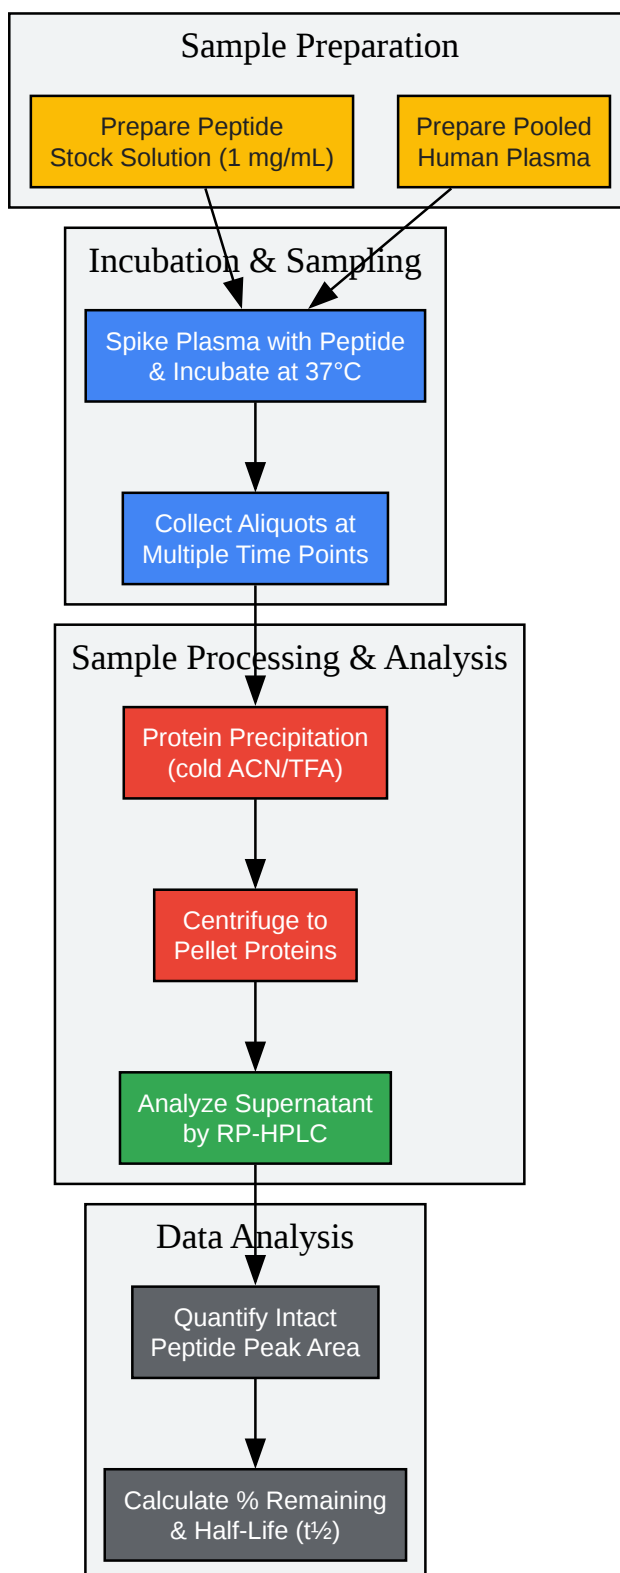 Sample Preparation
Prepare Peptide
Stock Solution (1 mg/mL)
Prepare Pooled
Human Plasma
Incubation & Sampling
Spike Plasma with Peptide
& Incubate at 37°C
Collect Aliquots at
Multiple Time Points
Sample Processing & Analysis
Protein Precipitation
(cold ACN/TFA)
Centrifuge to
Pellet Proteins
Analyze Supernatant
by RP-HPLC
Data Analysis
Quantify Intact
Peptide Peak Area
Calculate % Remaining
& Half-Life (t½)